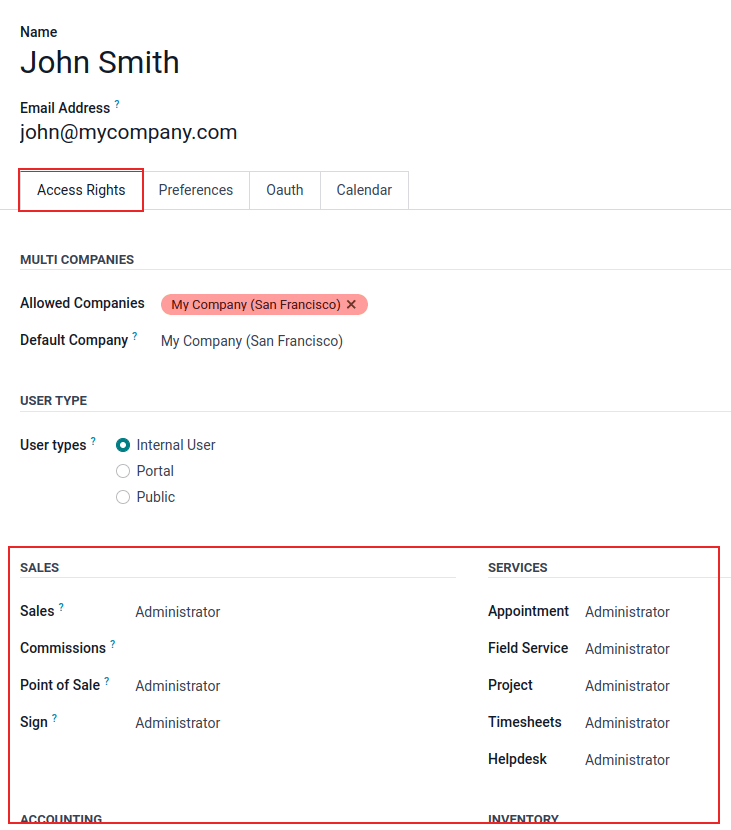 Name
John Smith
Email Address ?
john@mycompany.com
Access Rights Preferences Oauth Calendar
MULTI COMPANIES
Allowed Companies My Company (San Francisco) ✕
Default Company ? My Company (San Francisco)
USER TYPE
User types ? Internal User
Portal
Public
SALES SERVICES
Sales ? Administrator Appointment Administrator
Commissions ? Field Service Administrator
Point of Sale ? Administrator Project Administrator
Sign ? Administrator Timesheets Administrator
Helpdesk Administrator
ACCOUNTING INVENTORY